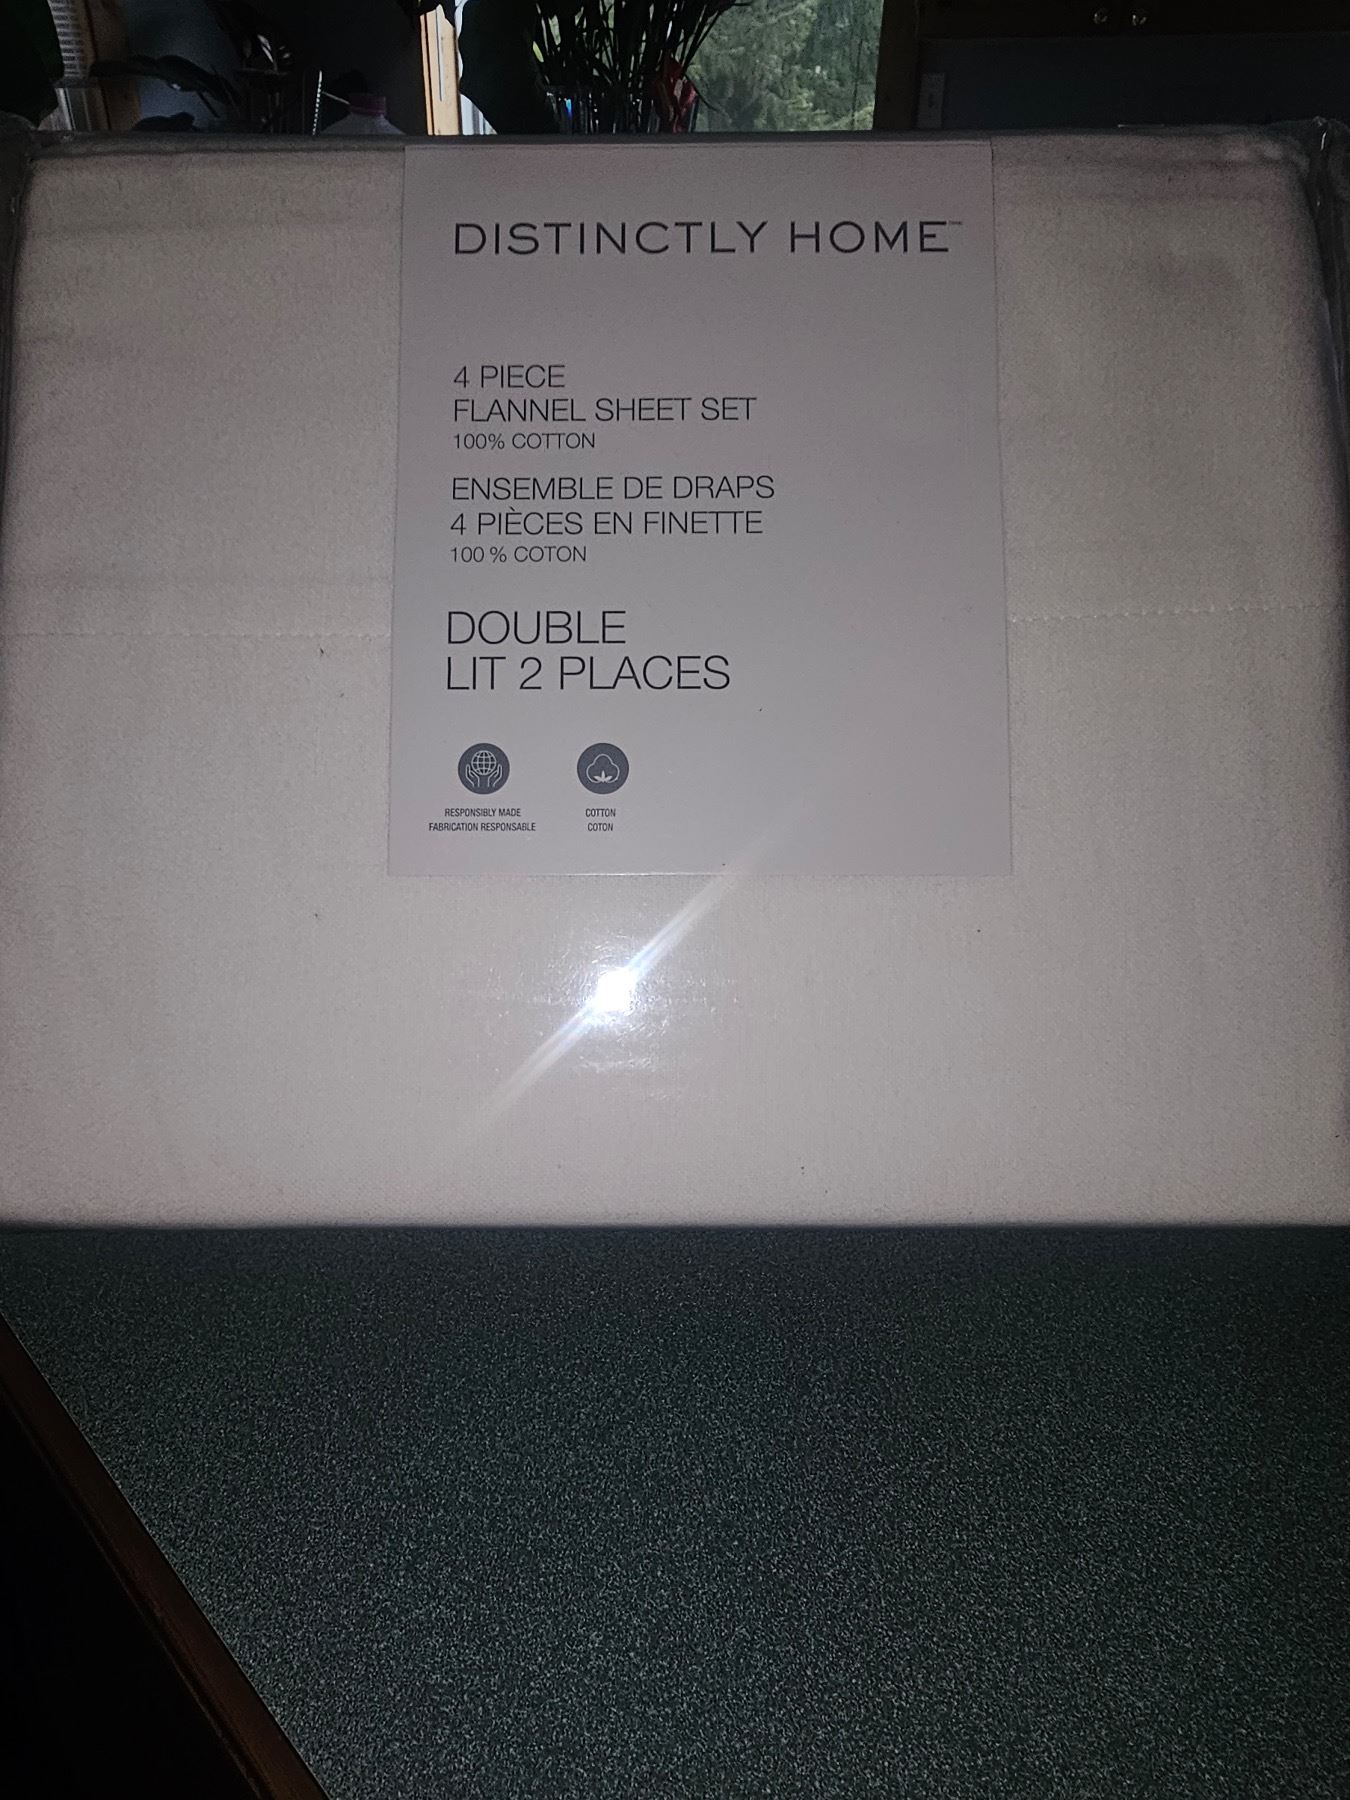 DISTINCTLY HOME™
4 PIECE
FLANNEL SHEET SET
100% COTTON
ENSEMBLE DE DRAPS
4 PIÈCES EN FINETTE
100 % COTON
DOUBLE
LIT 2 PLACES
RESPONSIBLY MADE
FABRICATION RESPONSABLE
COTTON
COTON